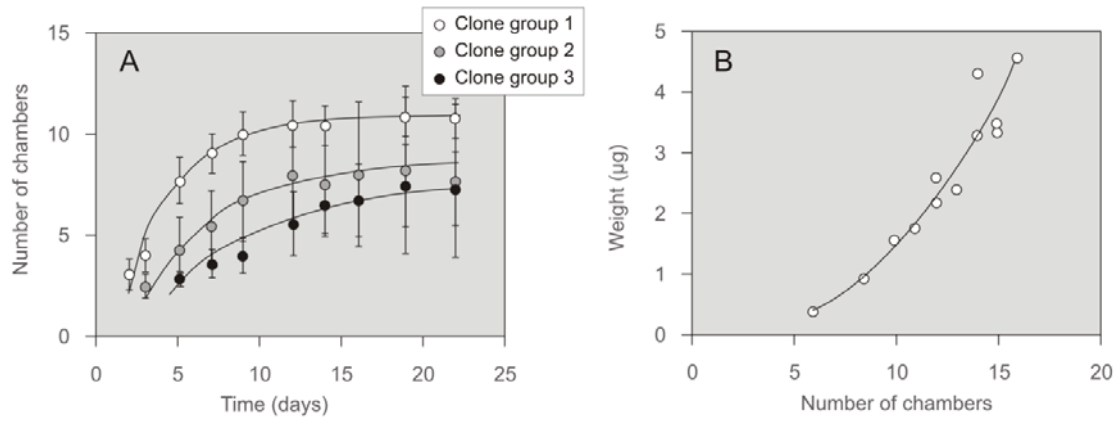 Clone group 1
Clone group 2
Clone group 3
A
15
10
5
0
0 5 10 15 20 25
Number of chambers
Time (days)
B
5
4
3
2
1
0
0 5 10 15 20
Weight (µg)
Number of chambers